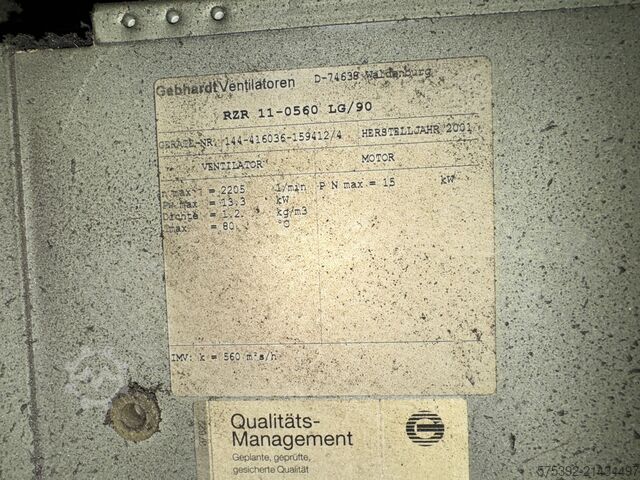 Gebhardt Ventilatoren D-74638 Waldenburg
RZR 11-0560 LG/90
GERÄTE-NR: 144-416036-159412/4 HERSTELLJAHR 2001
VENTILATOR MOTOR
n max = 2205 1/min P N max = 15 kW
Pw max = 13.3 kW
Dichte = 1.2 kg/m3
tmax = 80 °C
IMV: k = 560 m²s/h
Qualitäts-
Management
Geplante, geprüfte,
gesicherte Qualität
575392-21434497